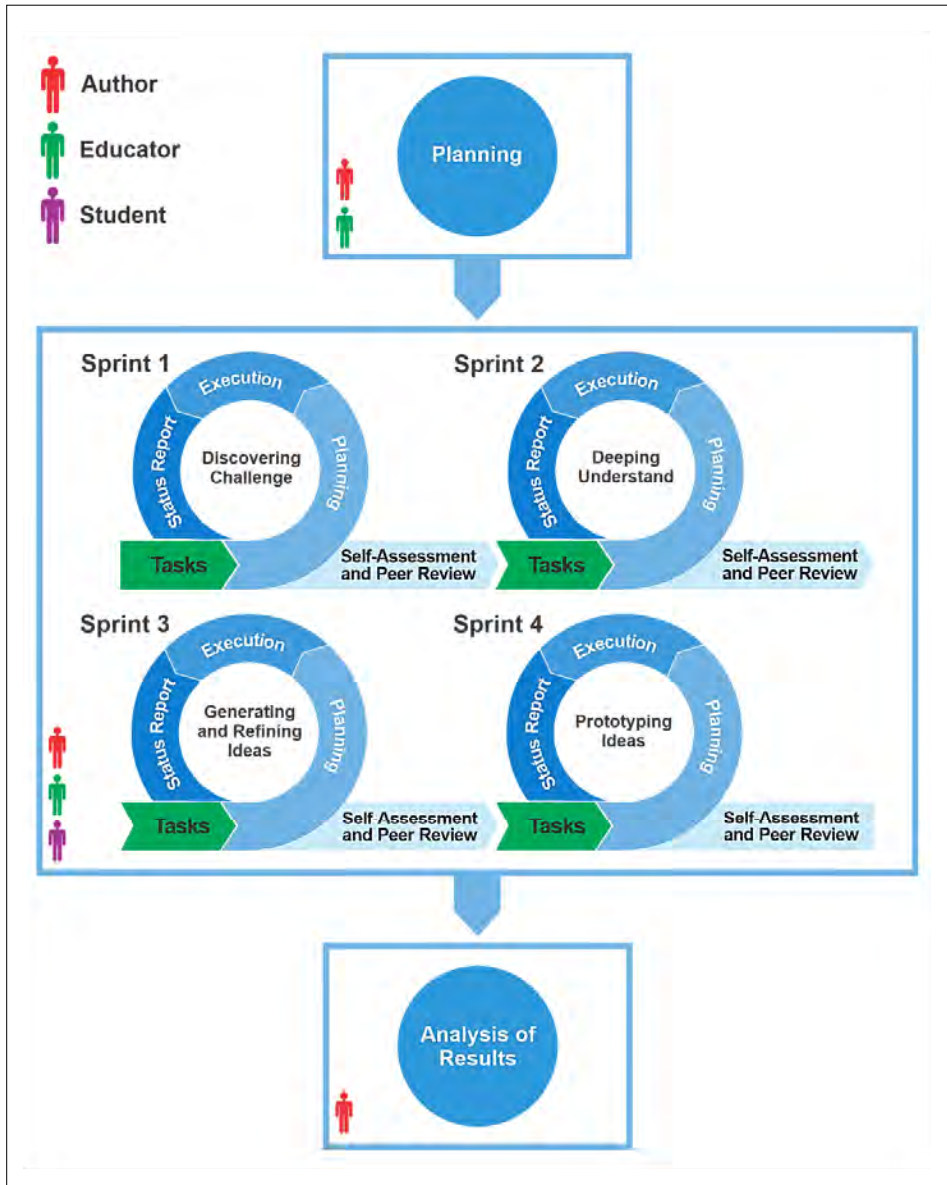 Author
Educator
Student
Planning
Sprint 1
Execution
Status Report
Planning
Discovering
Challenge
Tasks
Self-Assessment
and Peer Review
Sprint 2
Execution
Status Report
Planning
Deeping
Understand
Tasks
Self-Assessment
and Peer Review
Sprint 3
Execution
Status Report
Planning
Generating
and Refining
Ideas
Tasks
Self-Assessment
and Peer Review
Sprint 4
Execution
Status Report
Planning
Prototyping
Ideas
Tasks
Self-Assessment
and Peer Review
Analysis of
Results